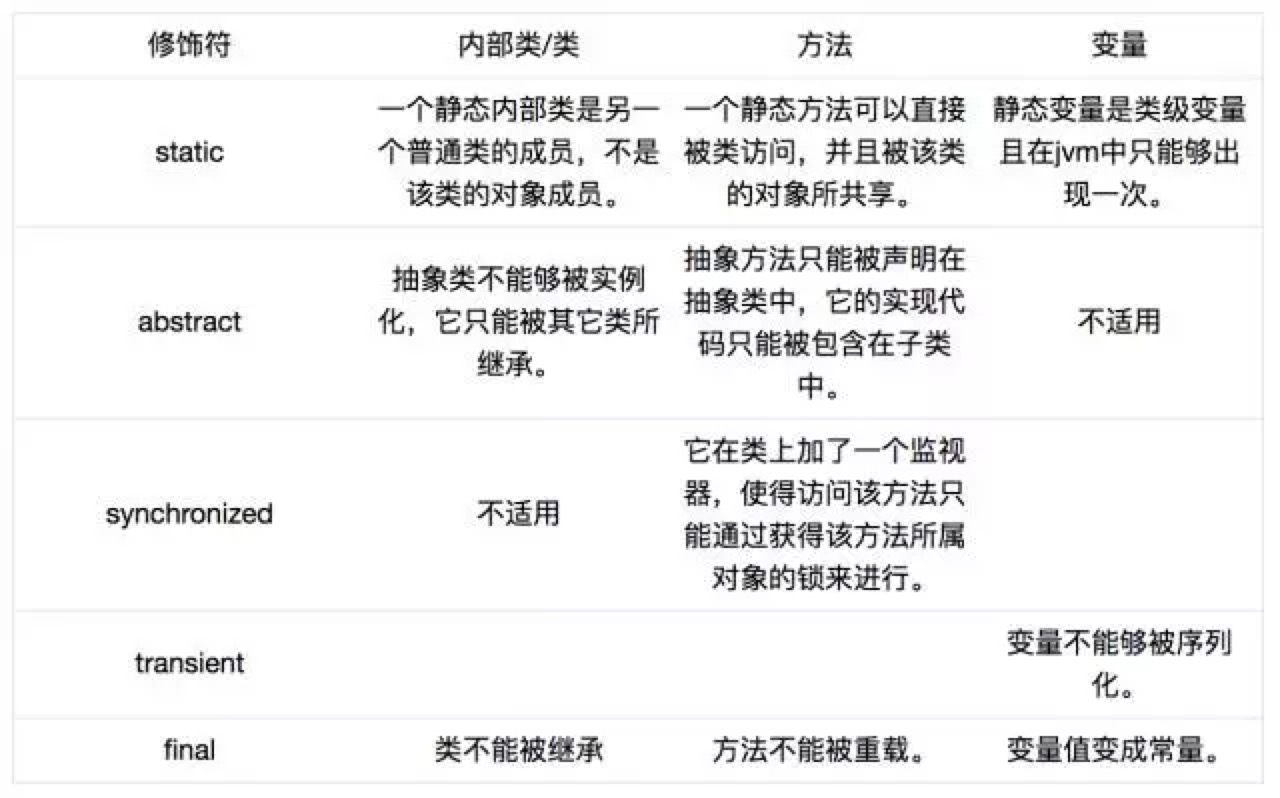 修饰符 内部类/类 方法 变量
static
一个静态内部类是另一
个普通类的成员，不是
该类的对象成员。
一个静态方法可以直接
被类访问，并且被该类
的对象所共享。
静态变量是类级变量
且在jvm中只能够出
现一次。
abstract
抽象类不能够被实例
化，它只能被其它类所
继承。
抽象方法只能被声明在
抽象类中，它的实现代
码只能被包含在子类
中。
不适用
synchronized
不适用
它在类上加了一个监视
器，使得访问该方法只
能通过获得该方法所属
对象的锁来进行。
transient
变量不能够被序列
化。
final 类不能被继承 方法不能被重载。 变量值变成常量。